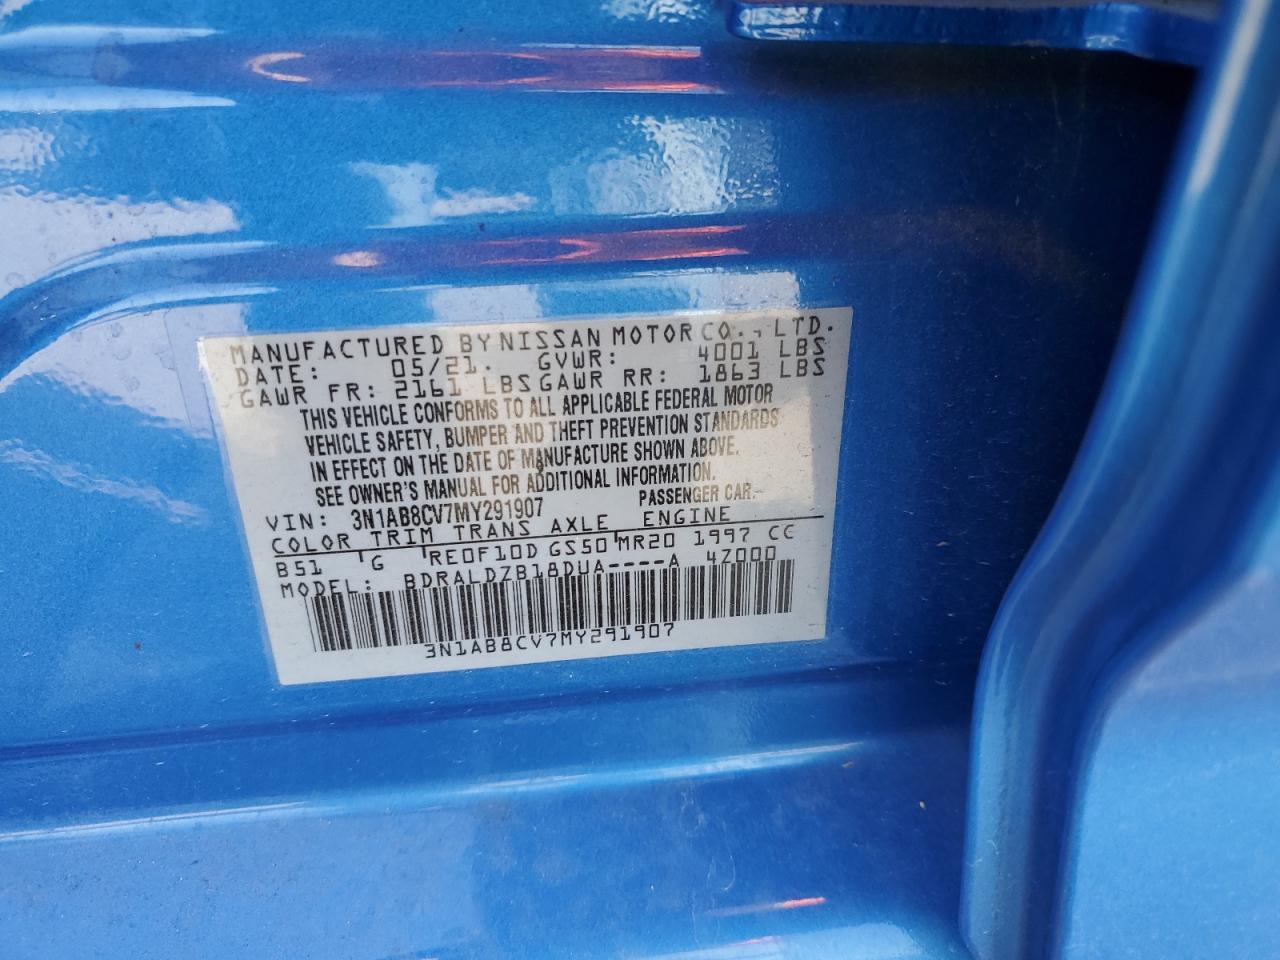 MANUFACTURED BY NISSAN MOTOR CO., LTD.
DATE: 05/21. GVWR: 4001 LBS
GAWR FR: 2161 LBS GAWR RR: 1863 LBS
THIS VEHICLE CONFORMS TO ALL APPLICABLE FEDERAL MOTOR
VEHICLE SAFETY, BUMPER AND THEFT PREVENTION STANDARDS
IN EFFECT ON THE DATE OF MANUFACTURE SHOWN ABOVE.
SEE OWNER'S MANUAL FOR ADDITIONAL INFORMATION.
VIN: 3N1AB8CV7MY291907 PASSENGER CAR
COLOR TRIM TRANS AXLE ENGINE
B51 G RE0F10D GS50 MR20 1997 CC
MODEL: BDRALDZB18DUA----A 4Z000
3N1AB8CV7MY291907